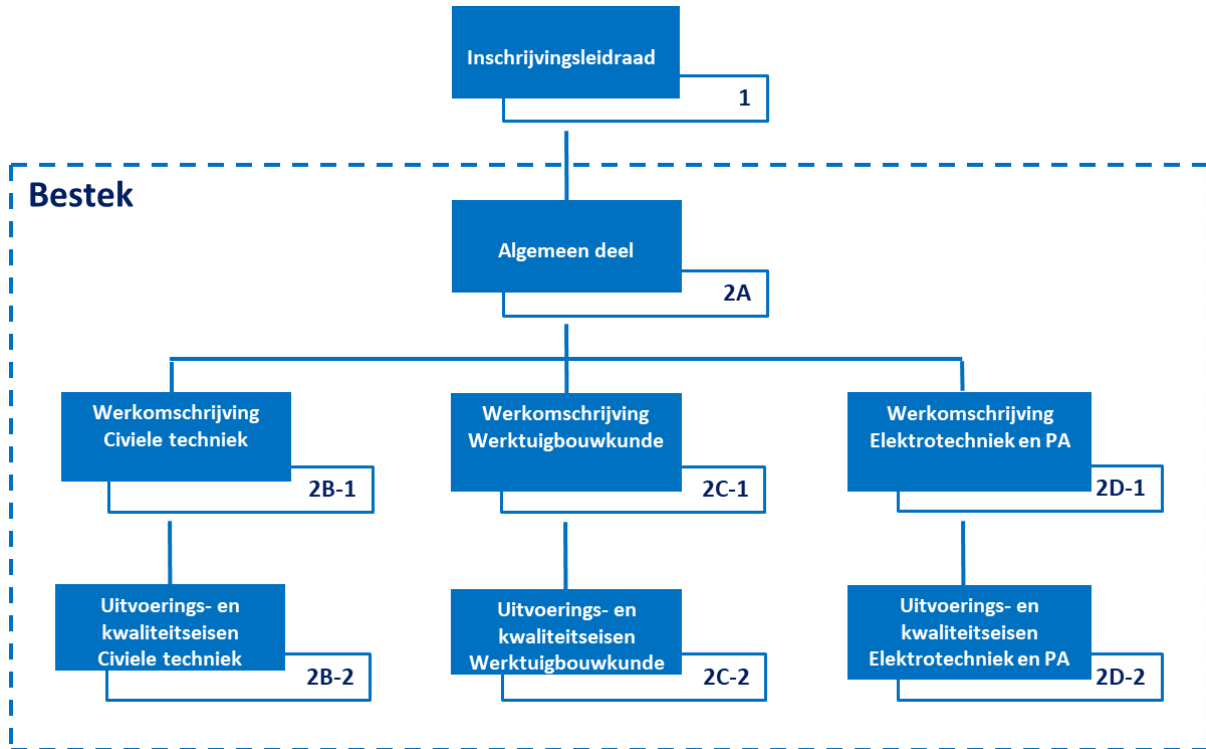 Inschrijvingsleidraad
1
Bestek
Algemeen deel
2A
Werkomschrijving
Civiele techniek
2B-1
Werkomschrijving
Werktuigbouwkunde
2C-1
Werkomschrijving
Elektrotechniek en PA
2D-1
Uitvoerings- en
kwaliteitseisen
Civiele techniek
2B-2
Uitvoerings- en
kwaliteitseisen
Werktuigbouwkunde
2C-2
Uitvoerings- en
kwaliteitseisen
Elektrotechniek en PA
2D-2